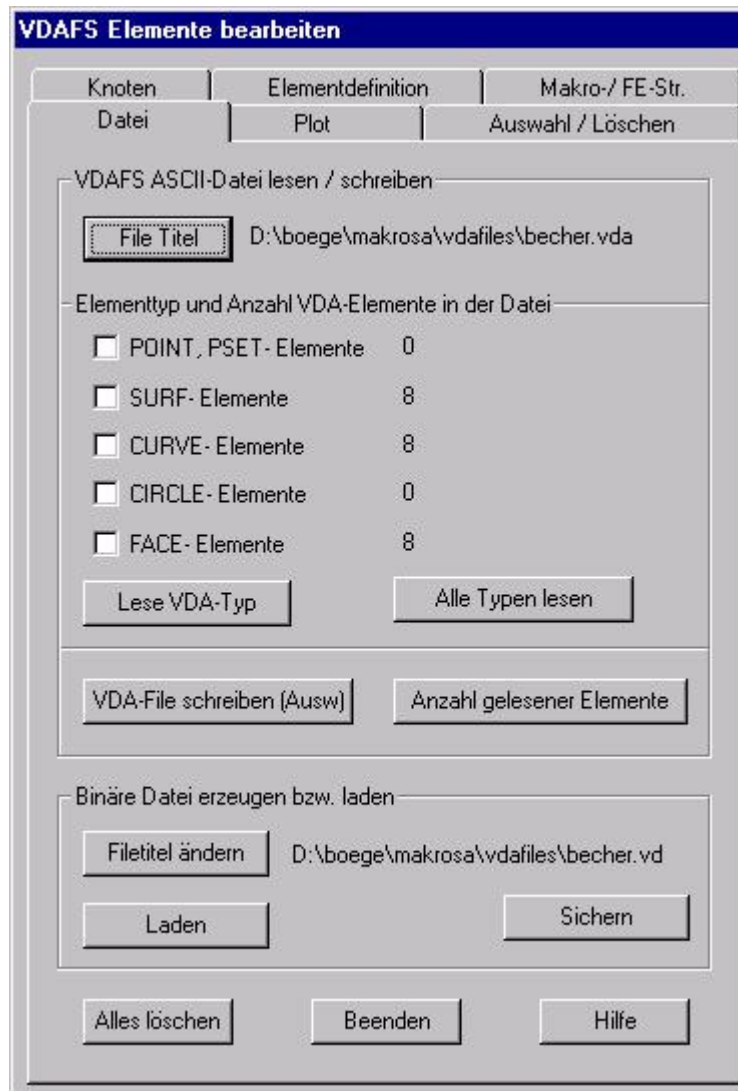 VDAFS Elemente bearbeiten
Knoten Elementdefinition Makro-/ FE-Str.
Datei Plot Auswahl / Löschen
VDAFS ASCII-Datei lesen / schreiben
File Titel D:\boege\makrosa\vdafiles\becher.vda
Elementtyp und Anzahl VDA-Elemente in der Datei
POINT, PSET- Elemente 0
SURF- Elemente 8
CURVE- Elemente 8
CIRCLE- Elemente 0
FACE- Elemente 8
Lese VDA-Typ Alle Typen lesen
VDA-File schreiben (Ausw) Anzahl gelesener Elemente
Binäre Datei erzeugen bzw. laden
Filetitel ändern D:\boege\makrosa\vdafiles\becher.vd
Laden Sichern
Alles löschen Beenden Hilfe